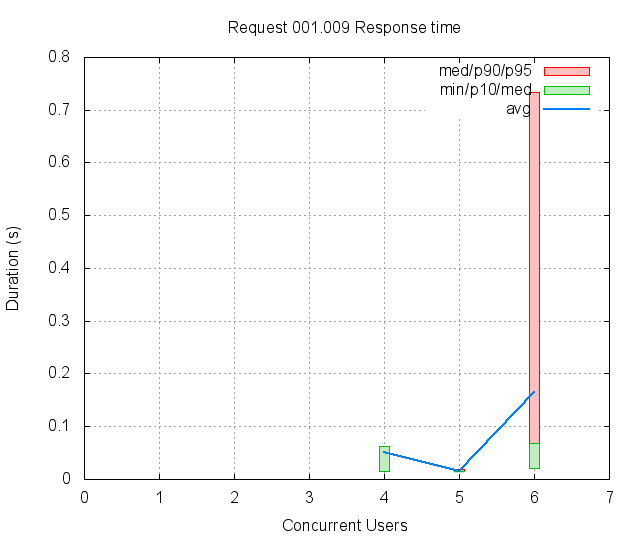 Request 001.009 Response time
0.8
0.7
0.6
0.5
0.4
0.3
0.2
0.1
0
Duration (s)
med/p90/p95
min/p10/med
avg
0 1 2 3 4 5 6 7
Concurrent Users